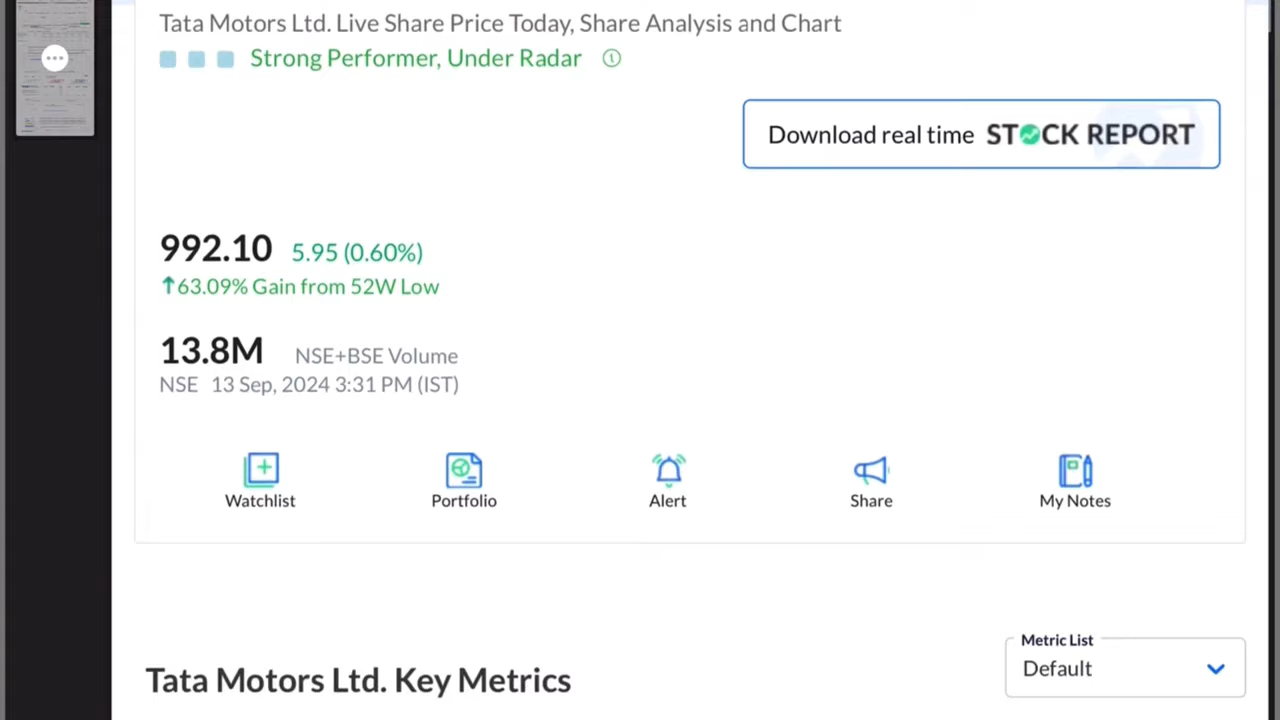 Tata Motors Ltd. Live Share Price Today, Share Analysis and Chart
Strong Performer, Under Radar
Download real time STOCK REPORT
992.10 5.95 (0.60%)
↑63.09% Gain from 52W Low
13.8M NSE+BSE Volume
NSE 13 Sep, 2024 3:31 PM (IST)
Watchlist Portfolio Alert Share My Notes
Metric List
Tata Motors Ltd. Key Metrics Default